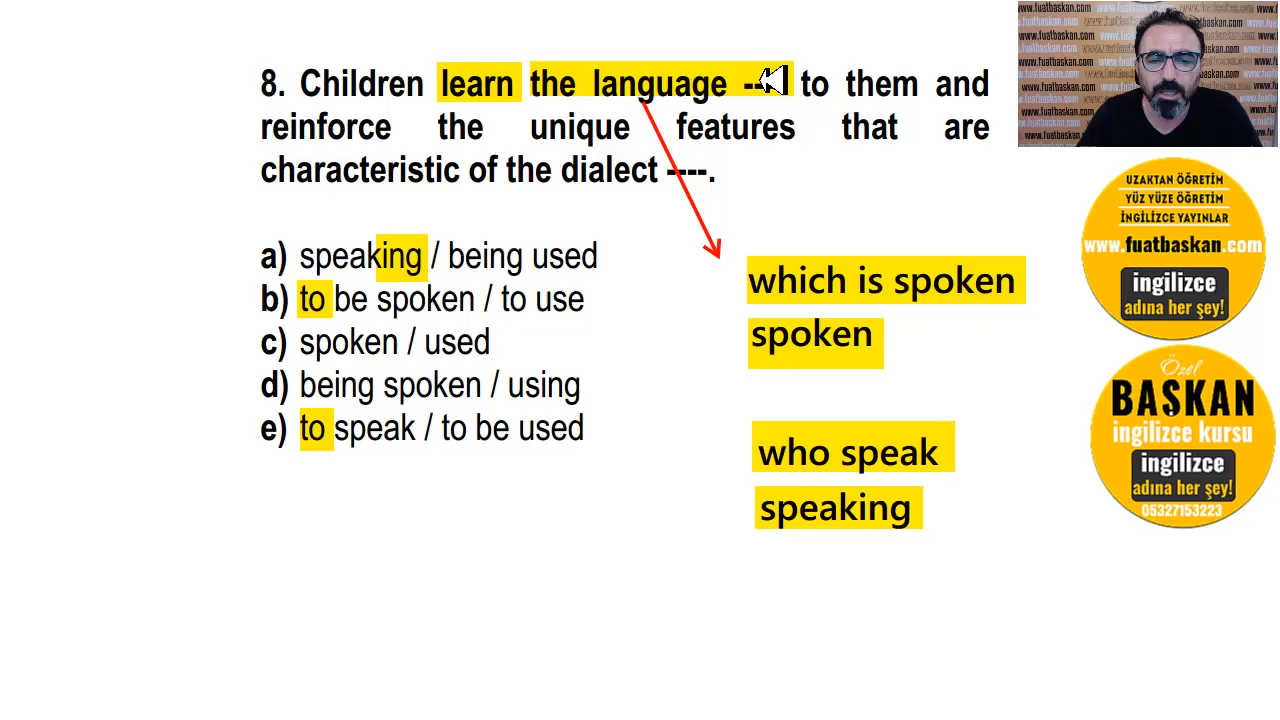 8. Children learn the language ---- to them and
reinforce the unique features that are
characteristic of the dialect ----.
a) speaking / being used
b) to be spoken / to use
c) spoken / used
d) being spoken / using
e) to speak / to be used
which is spoken
spoken
who speak
speaking
www.fuatbaskan.com
UZAKTAN ÖĞRETİM
YÜZ YÜZE ÖĞRETİM
İNGİLİZCE YAYINLAR
www.fuatbaskan.com
ingilizce
adına her şey!
Özel
BAŞKAN
ingilizce kursu
ingilizce
adına her şey!
05327153223